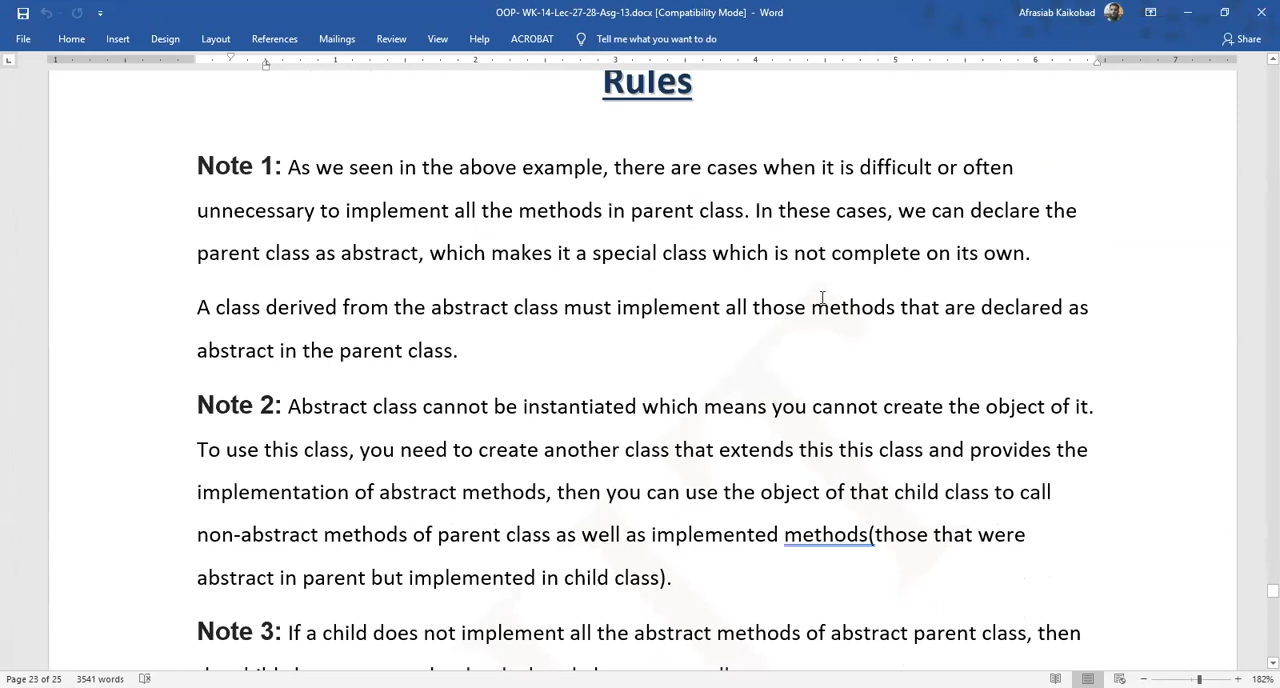 OOP- WK-14-Lec-27-28-Asg-13.docx [Compatibility Mode] - Word
Afrasiab Kaikobad
File Home Insert Design Layout References Mailings Review View Help ACROBAT Tell me what you want to do Share
1 1 2 3 4 5 6 7
Rules
Note 1: As we seen in the above example, there are cases when it is difficult or often
unnecessary to implement all the methods in parent class. In these cases, we can declare the
parent class as abstract, which makes it a special class which is not complete on its own.
A class derived from the abstract class must implement all those methods that are declared as
abstract in the parent class.
Note 2: Abstract class cannot be instantiated which means you cannot create the object of it.
To use this class, you need to create another class that extends this this class and provides the
implementation of abstract methods, then you can use the object of that child class to call
non-abstract methods of parent class as well as implemented methods(those that were
abstract in parent but implemented in child class).
Note 3: If a child does not implement all the abstract methods of abstract parent class, then
Page 23 of 25 3541 words 182%